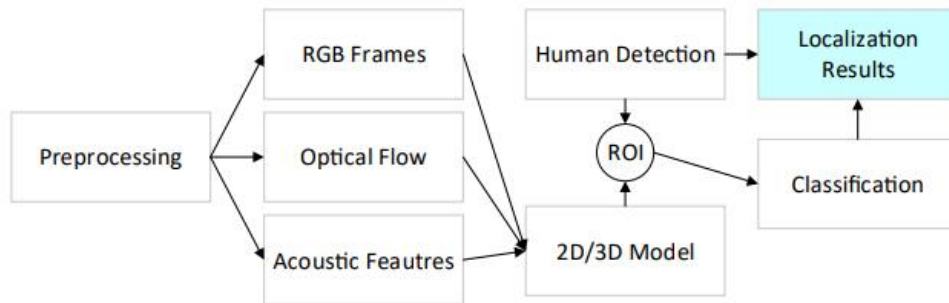 Preprocessing
RGB Frames
Optical Flow
Acoustic Feautres
Human Detection
ROI
2D/3D Model
Localization
Results
Classification